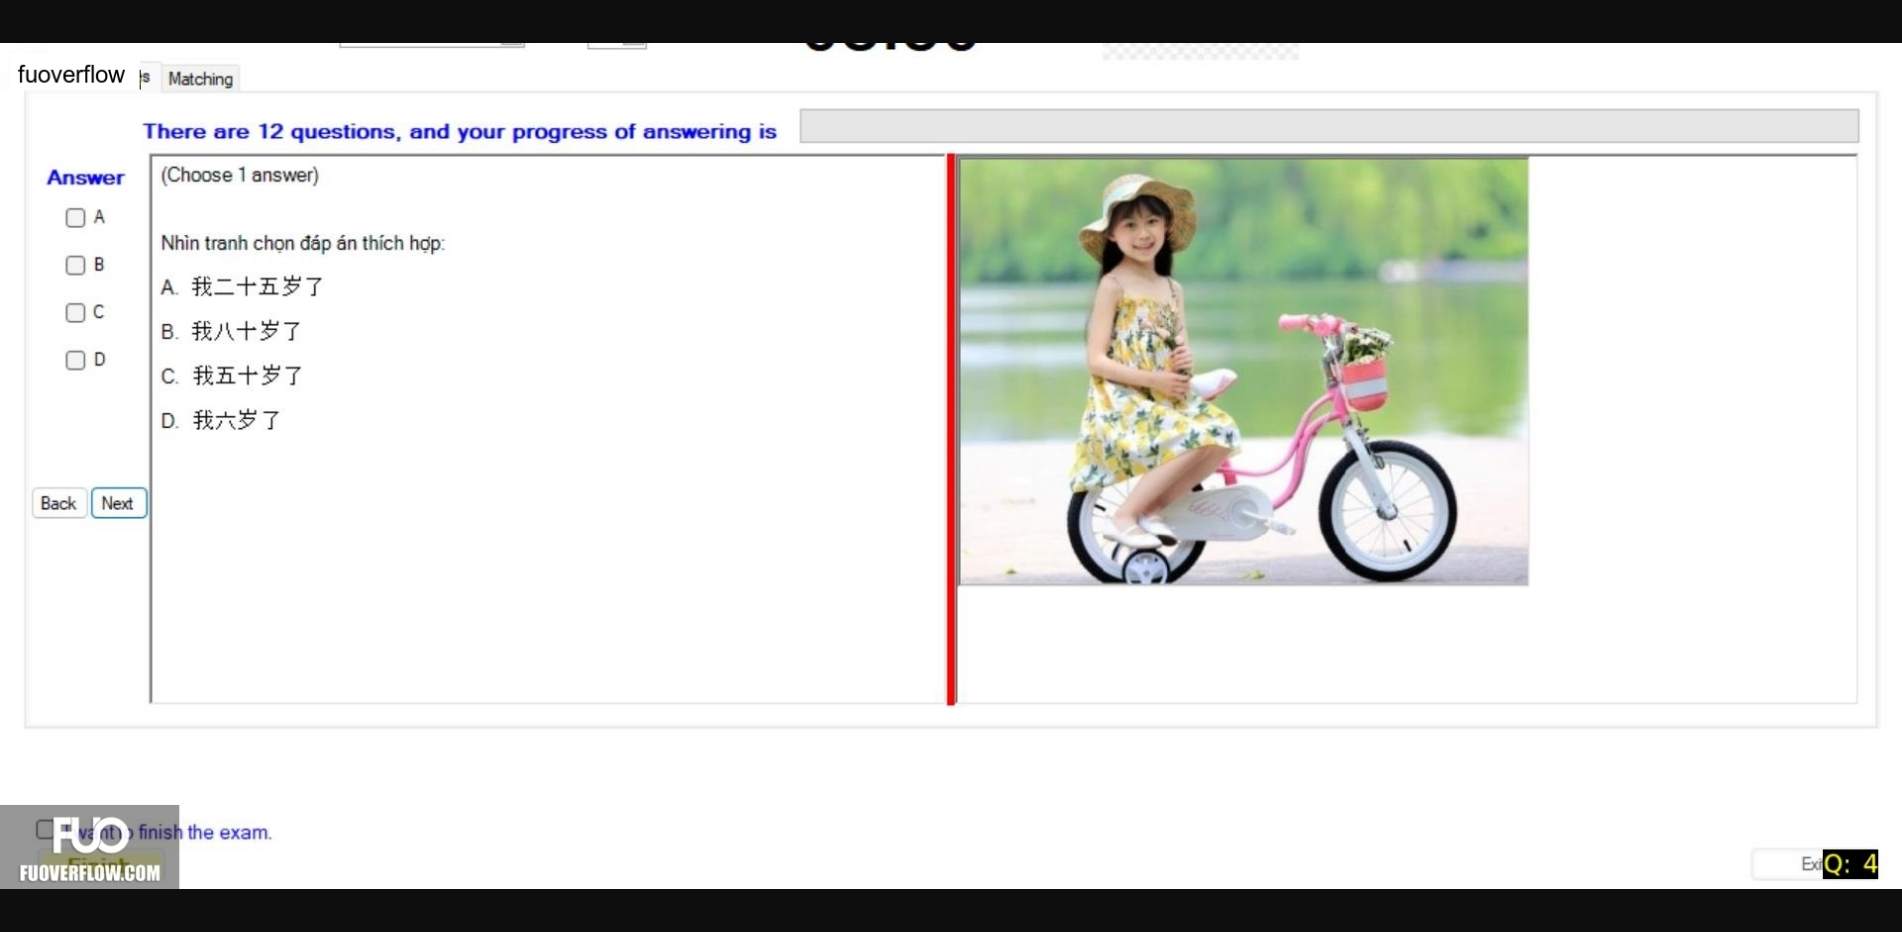 fuoverflow
Matching
There are 12 questions, and your progress of answering is
Answer
A
B
C
D
Back
Next
(Choose 1 answer)
Nhìn tranh chọn đáp án thích hợp:
A. 我二十五岁了
B. 我八十岁了
C. 我五十岁了
D. 我六岁了
finish the exam.
FUO
FUOVERFLOW.COM
Q: 4